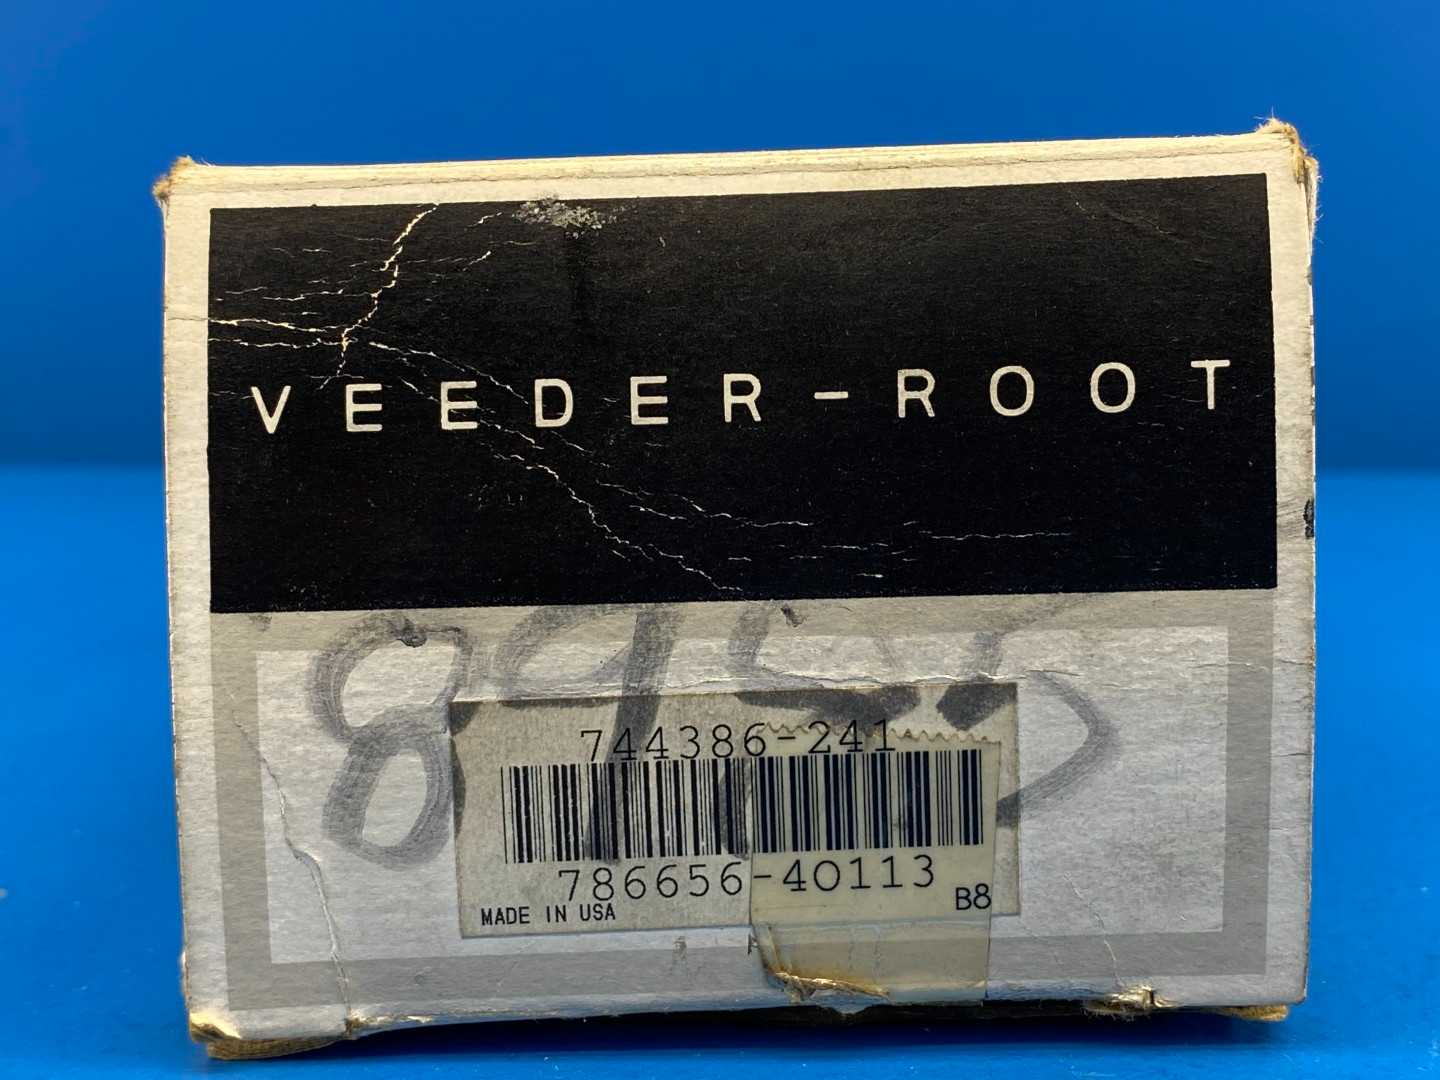 VEEDER-ROOT
744386-241
786656-40113
MADE IN USA
B8